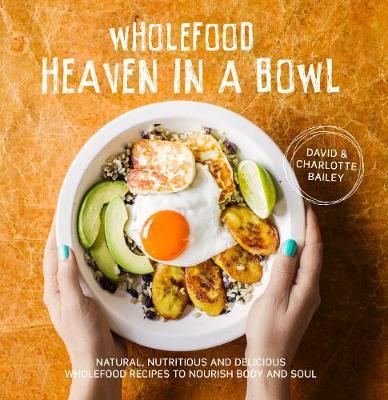 WHOLEFOOD
HEAVEN IN A BOWL
DAVID &
CHARLOTTE
BAILEY
NATURAL, NUTRITIOUS AND DELICIOUS
WHOLEFOOD RECIPES TO NOURISH BODY AND SOUL